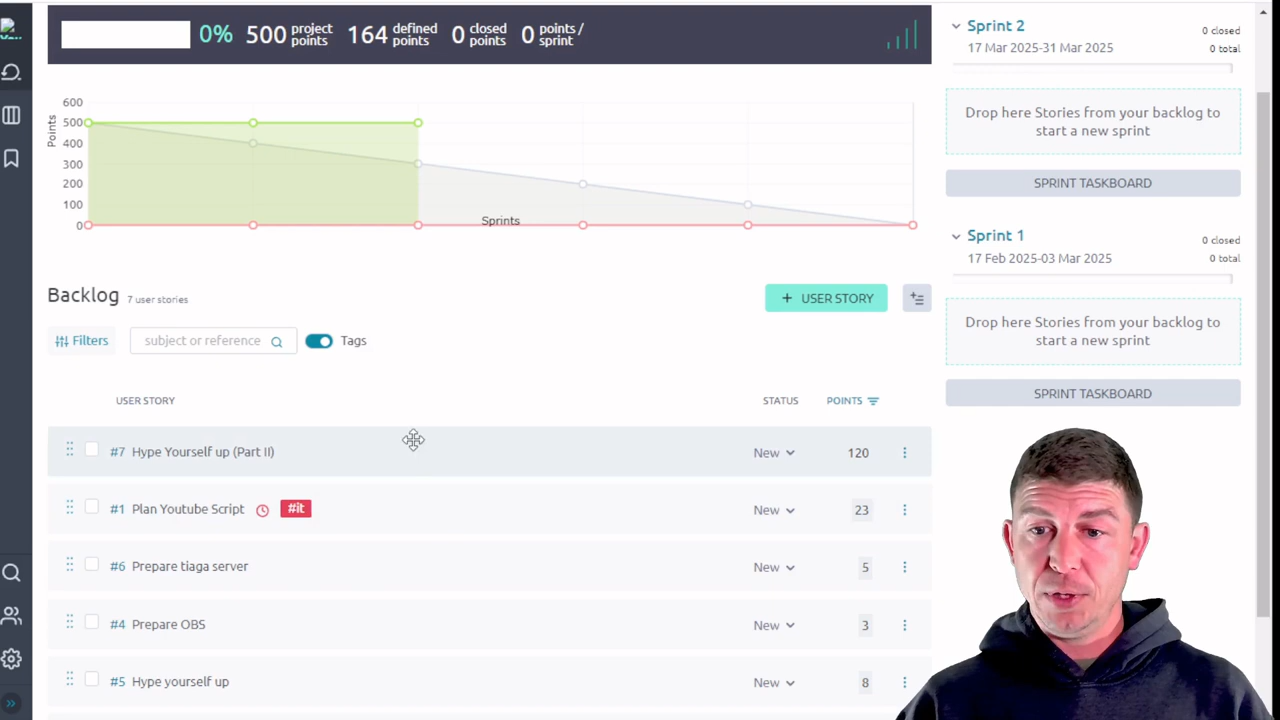 0% 500 project points 164 defined points 0 closed points 0 points / sprint
600
500
400
300
200
100
0
Points
Sprints
Backlog 7 user stories
+ USER STORY
Filters
subject or reference
Tags
USER STORY STATUS POINTS
#7 Hype Yourself up (Part II) New 120
#1 Plan Youtube Script #it New 23
#6 Prepare tiaga server New 5
#4 Prepare OBS New 3
#5 Hype yourself up New 8
Sprint 2
0 closed
17 Mar 2025-31 Mar 2025
0 total
Drop here Stories from your backlog to
start a new sprint
SPRINT TASKBOARD
Sprint 1
0 closed
17 Feb 2025-03 Mar 2025
0 total
Drop here Stories from your backlog to
start a new sprint
SPRINT TASKBOARD